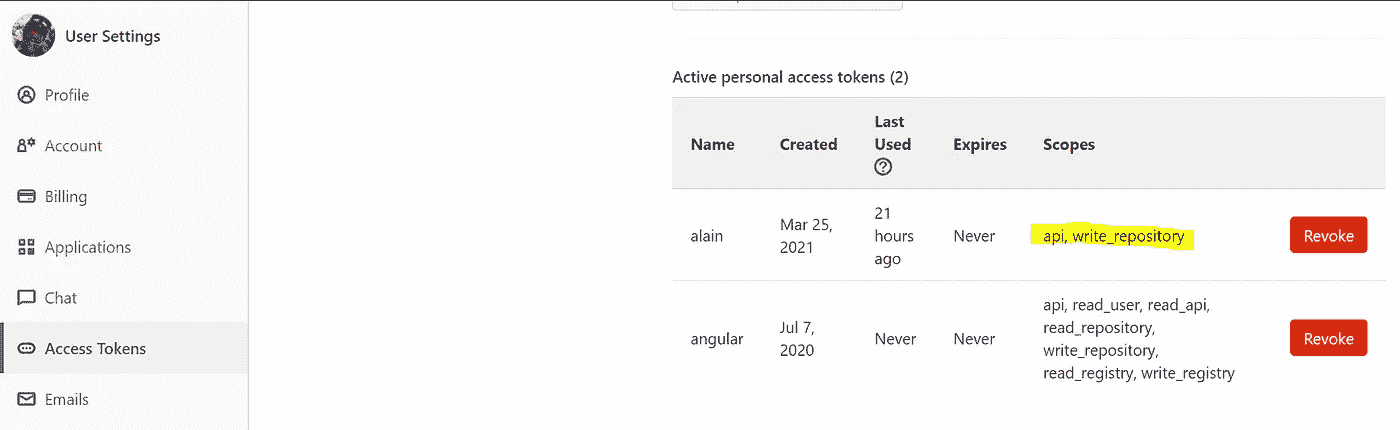 User Settings
Profile
Account
Billing
Applications
Chat
Access Tokens
Emails
Active personal access tokens (2)
Name Created Last Used Expires Scopes
alain Mar 25, 2021 21 hours ago Never api, write_repository Revoke
angular Jul 7, 2020 Never Never api, read_user, read_api, read_repository, write_repository, read_registry, write_registry Revoke